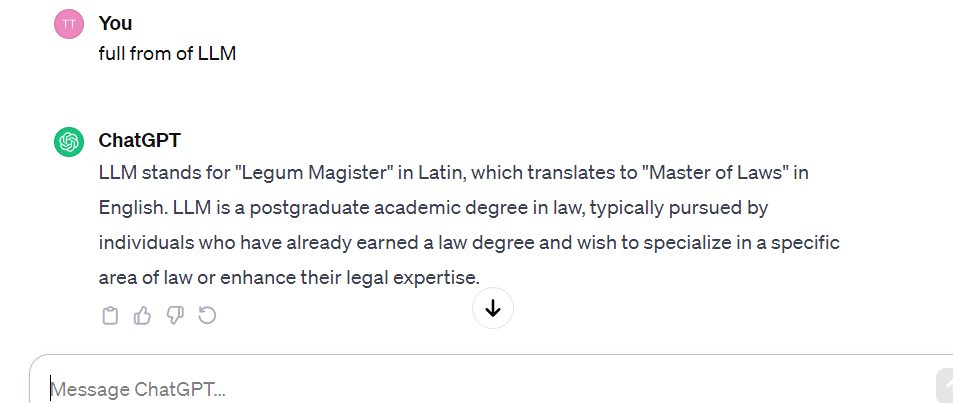 TT
You
full from of LLM
ChatGPT
LLM stands for "Legum Magister" in Latin, which translates to "Master of Laws" in
English. LLM is a postgraduate academic degree in law, typically pursued by
individuals who have already earned a law degree and wish to specialize in a specific
area of law or enhance their legal expertise.
Message ChatGPT...